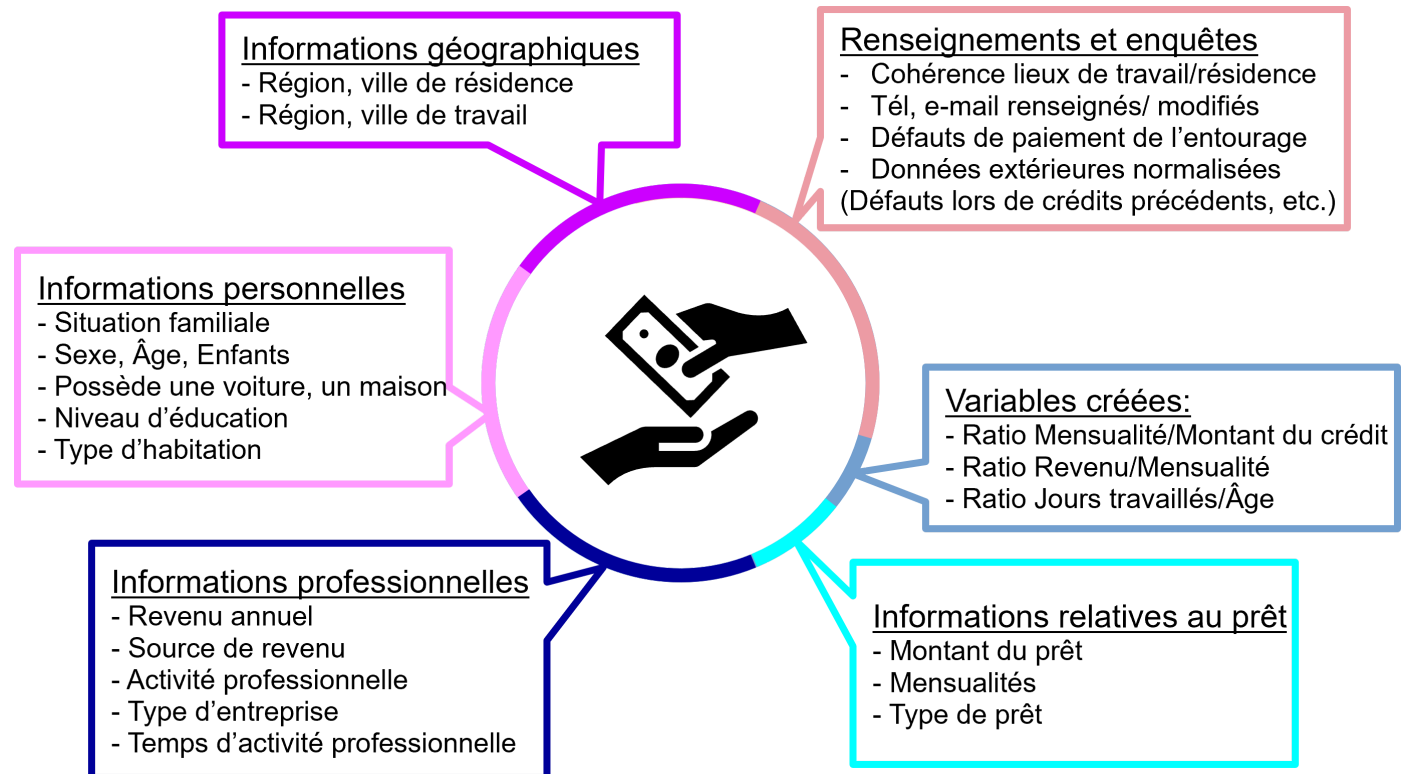 Informations géographiques
- Région, ville de résidence
- Région, ville de travail
Renseignements et enquêtes
- Cohérence lieux de travail/résidence
- Tél, e-mail renseignés/ modifiés
- Défauts de paiement de l’entourage
- Données extérieures normalisées
(Défauts lors de crédits précédents, etc.)
Informations personnelles
- Situation familiale
- Sexe, Âge, Enfants
- Possède une voiture, un maison
- Niveau d’éducation
- Type d’habitation
Variables créées:
- Ratio Mensualité/Montant du crédit
- Ratio Revenu/Mensualité
- Ratio Jours travaillés/Âge
Informations professionnelles
- Revenu annuel
- Source de revenu
- Activité professionnelle
- Type d’entreprise
- Temps d’activité professionnelle
Informations relatives au prêt
- Montant du prêt
- Mensualités
- Type de prêt